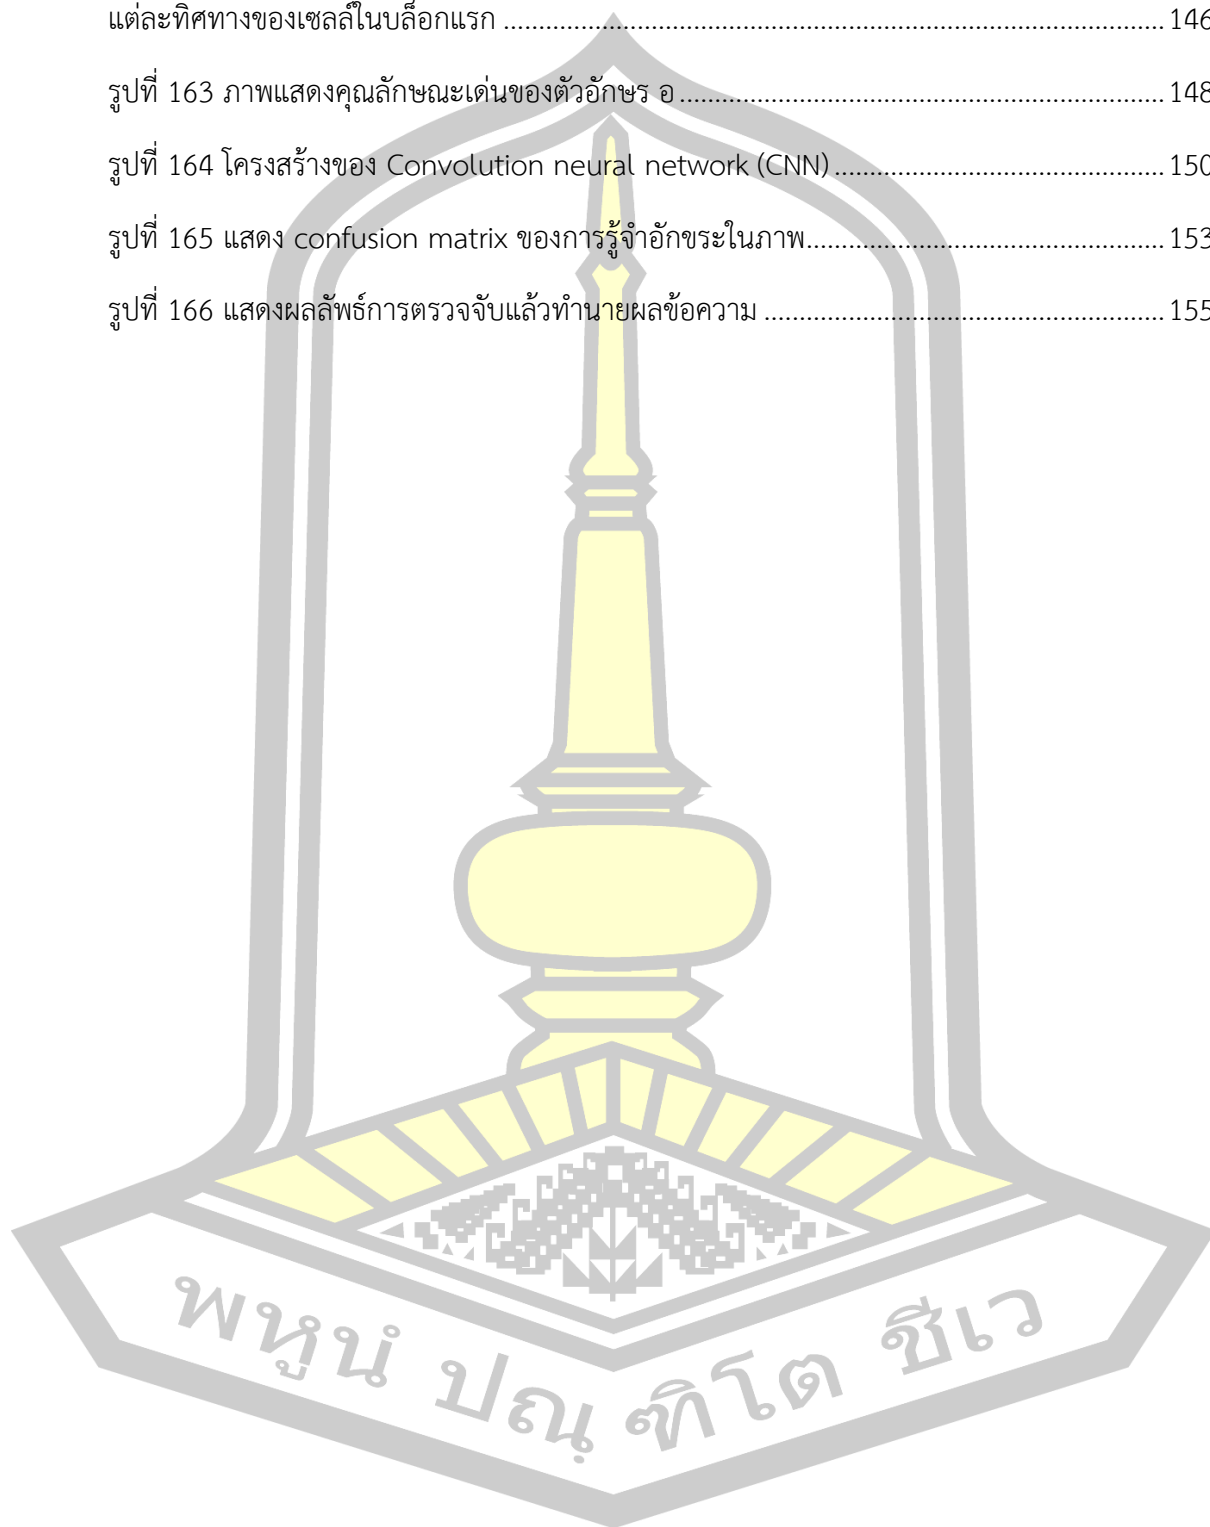 แต่ละทิศทางของเซลล์ในบล็อกแรก ........................................................................................................ 146
รูปที่ 163 ภาพแสดงคุณลักษณะเด่นของตัวอักษร อ ............................................................................ 148
รูปที่ 164 โครงสร้างของ Convolution neural network (CNN) .................................................... 150
รูปที่ 165 แสดง confusion matrix ของการรู้จำอักขระในภาพ........................................................ 153
รูปที่ 166 แสดงผลลัพธ์การตรวจจับแล้วทำนายผลข้อความ ............................................................... 155
พหูนํ ปณฺฑิโต ชีเว